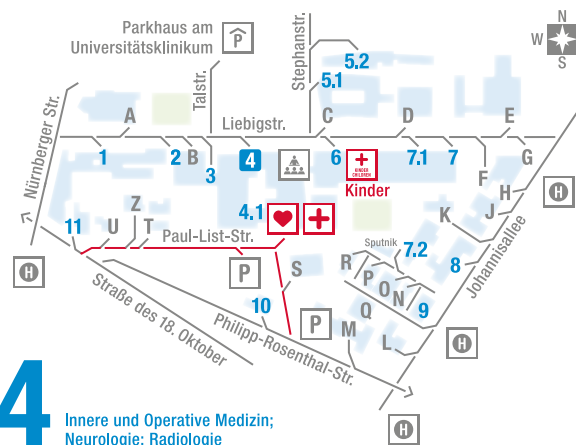 N
W
S
Parkhaus am
Universitätsklinikum
P
Stephanstr.
5.2
5.1
Talstr.
Nürnberger Str.
A
Liebigstr.
C
D
E
1
2
B
3
4
6
KINDER
CHILDREN
Kinder
7.1
7
F
G
H
H
J
K
Johannisallee
4.1
Z
11
U
T
Paul-List-Str.
Sputnik
7.2
8
H
P
S
R
P
O
N
9
Q
10
P
M
L
H
Straße des 18. Oktober
Philipp-Rosenthal-Str.
H
4
Innere und Operative Medizin;
Neurologie; Radiologie